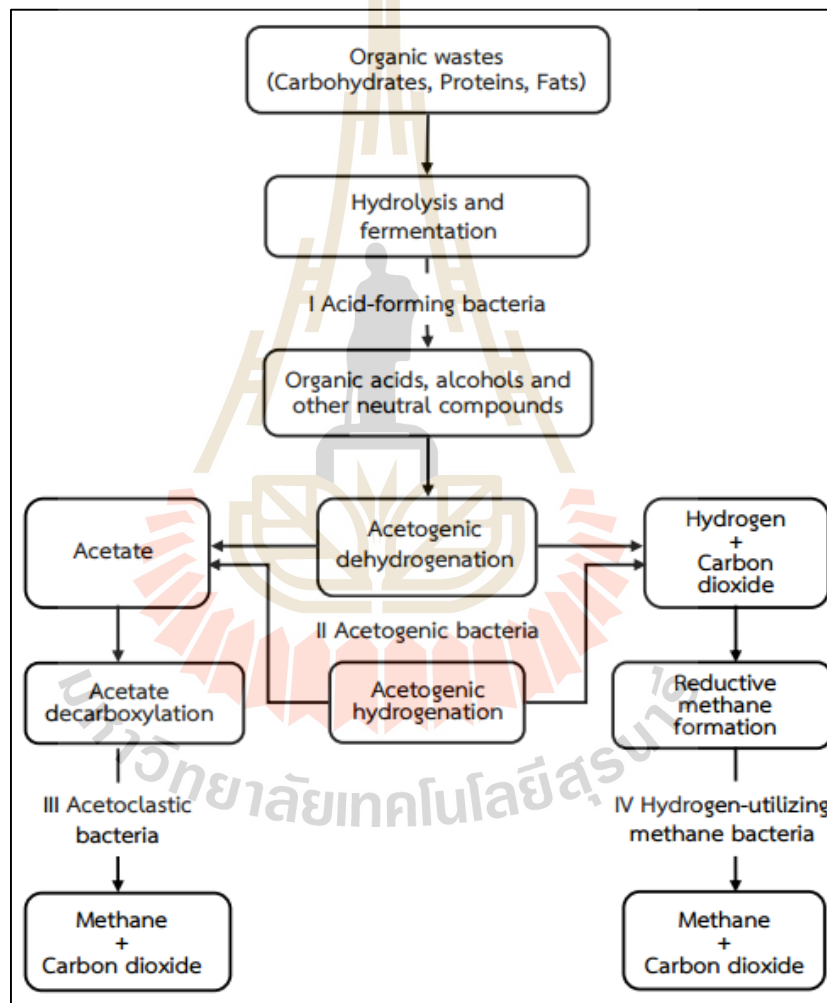 Organic wastes
(Carbohydrates, Proteins, Fats)
Hydrolysis and
fermentation
I Acid-forming bacteria
Organic acids, alcohols and
other neutral compounds
Acetate
Acetogenic
dehydrogenation
Hydrogen
+
Carbon
dioxide
II Acetogenic bacteria
Acetate
decarboxylation
Acetogenic
hydrogenation
Reductive
methane
formation
มหาวิทยาลัยเทคโนโลยีสุรนารี
III Acetoclastic
bacteria
IV Hydrogen-utilizing
methane bacteria
Methane
+
Carbon dioxide
Methane
+
Carbon dioxide